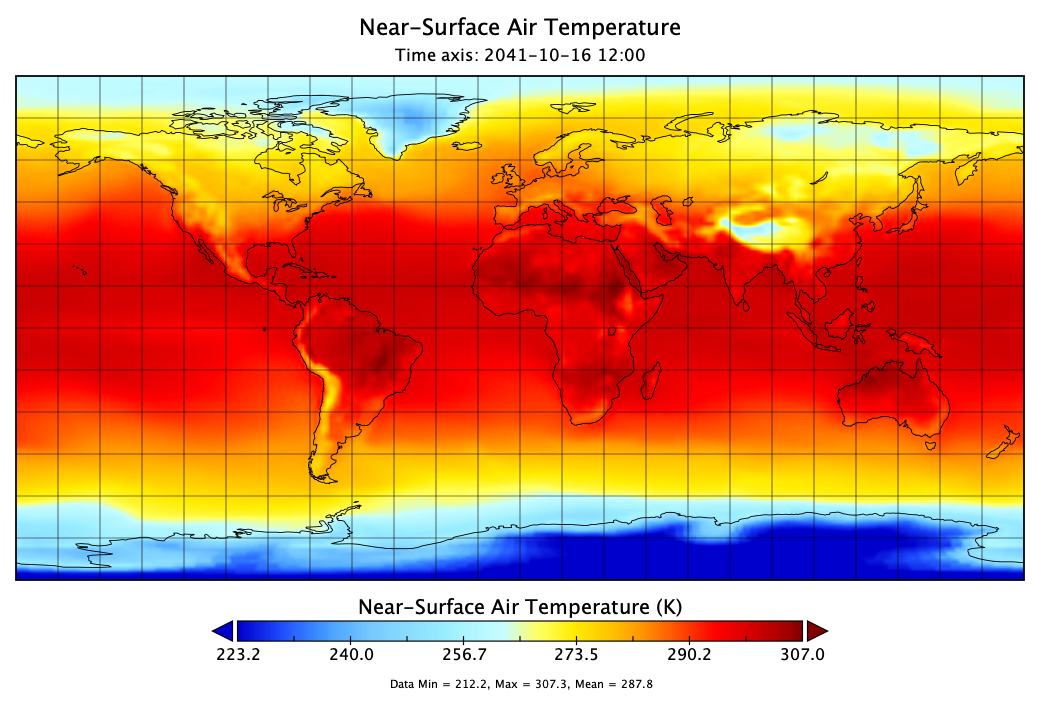 Near-Surface Air Temperature
Time axis: 2041-10-16 12:00
Near-Surface Air Temperature (K)
223.2 240.0 256.7 273.5 290.2 307.0
Data Min = 212.2, Max = 307.3, Mean = 287.8